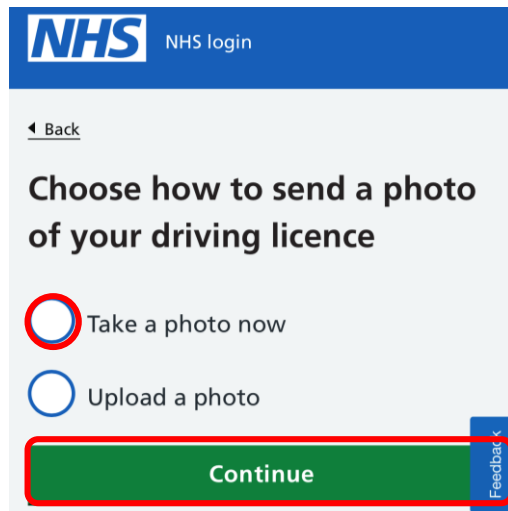 NHS NHS login
Back
Choose how to send a photo
of your driving licence
Take a photo now
Upload a photo
Continue
Feedback